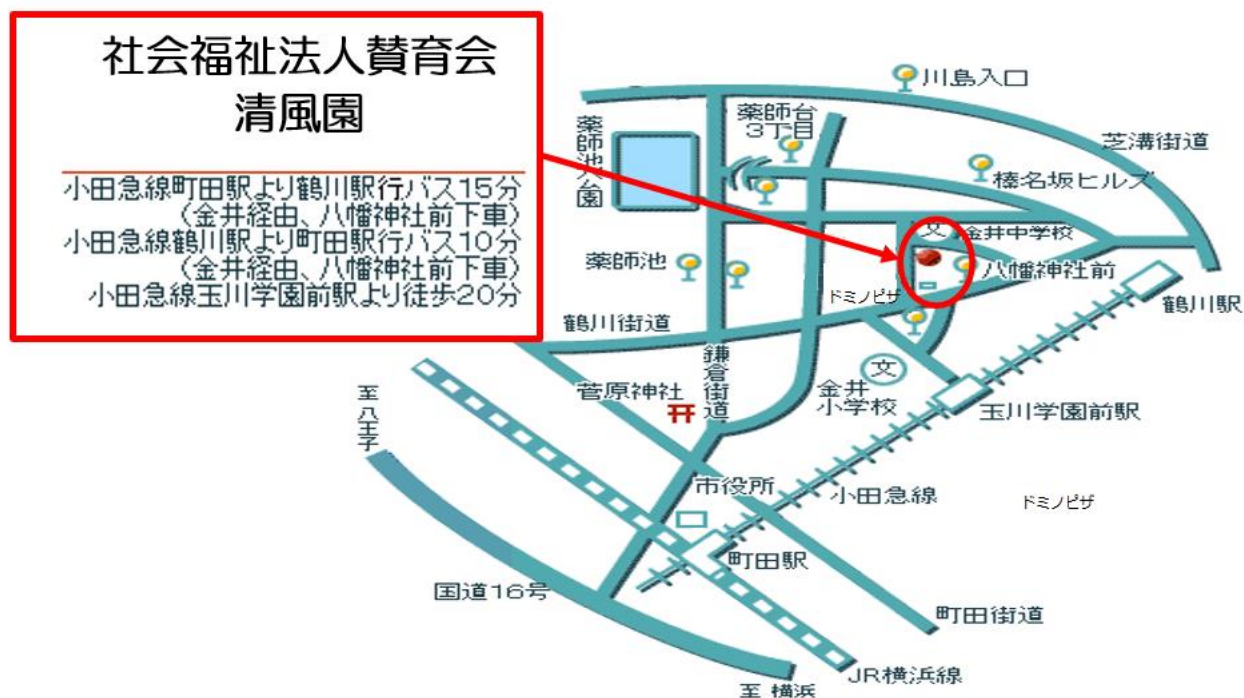 社会福祉法人賛育会
清風園
小田急線町田駅より鶴川駅行バス15分
（金井経由、八幡神社前下車）
小田急線鶴川駅より町田駅行バス10分
（金井経由、八幡神社前下車）
小田急線玉川学園前駅より徒歩20分
川島入口
薬師台
3丁目
芝溝街道
薬師池公園
榛名坂ヒルズ
文
金井中学校
薬師池
八幡神社前
ドミノピザ
鶴川駅
鶴川街道
鎌倉街道
文
金井
小学校
菅原神社
玉川学園前駅
至八王子
市役所
小田急線
ドミノピザ
町田駅
国道16号
町田街道
JR横浜線
至 横浜